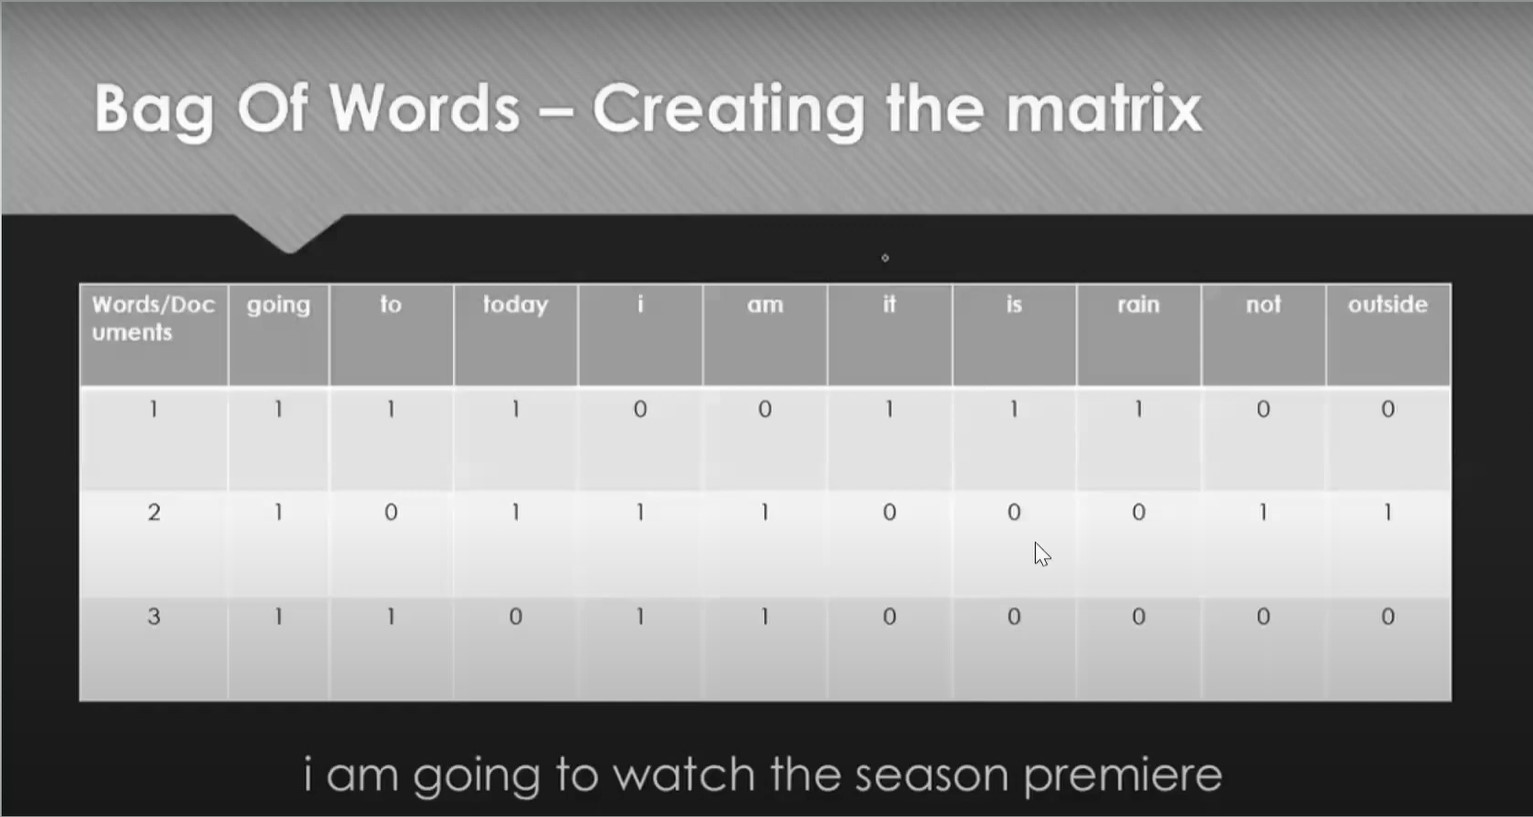 Bag Of Words – Creating the matrix
Words/Doc
uments going to today i am it is rain not outside
1 1 1 1 0 0 1 1 1 0 0
2 1 0 1 1 1 0 0 0 1 1
3 1 1 0 1 1 0 0 0 0 0
i am going to watch the season premiere